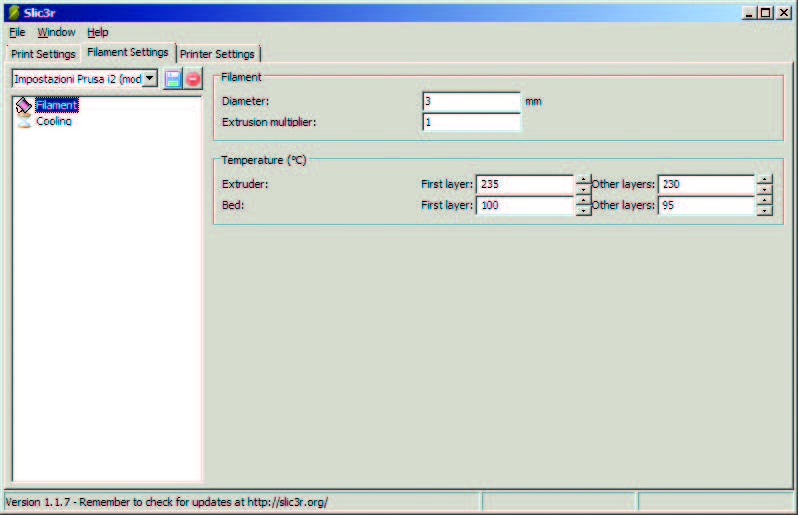 Slic3r
File Window Help
Print Settings Filament Settings Printer Settings
Impostazioni Prusa i2 (mod
Filament
Cooling
Filament
Diameter: 3 mm
Extrusion multiplier: 1
Temperature (°C)
Extruder: First layer: 235 Other layers: 230
Bed: First layer: 100 Other layers: 95
Version 1.1.7 - Remember to check for updates at http://slic3r.org/